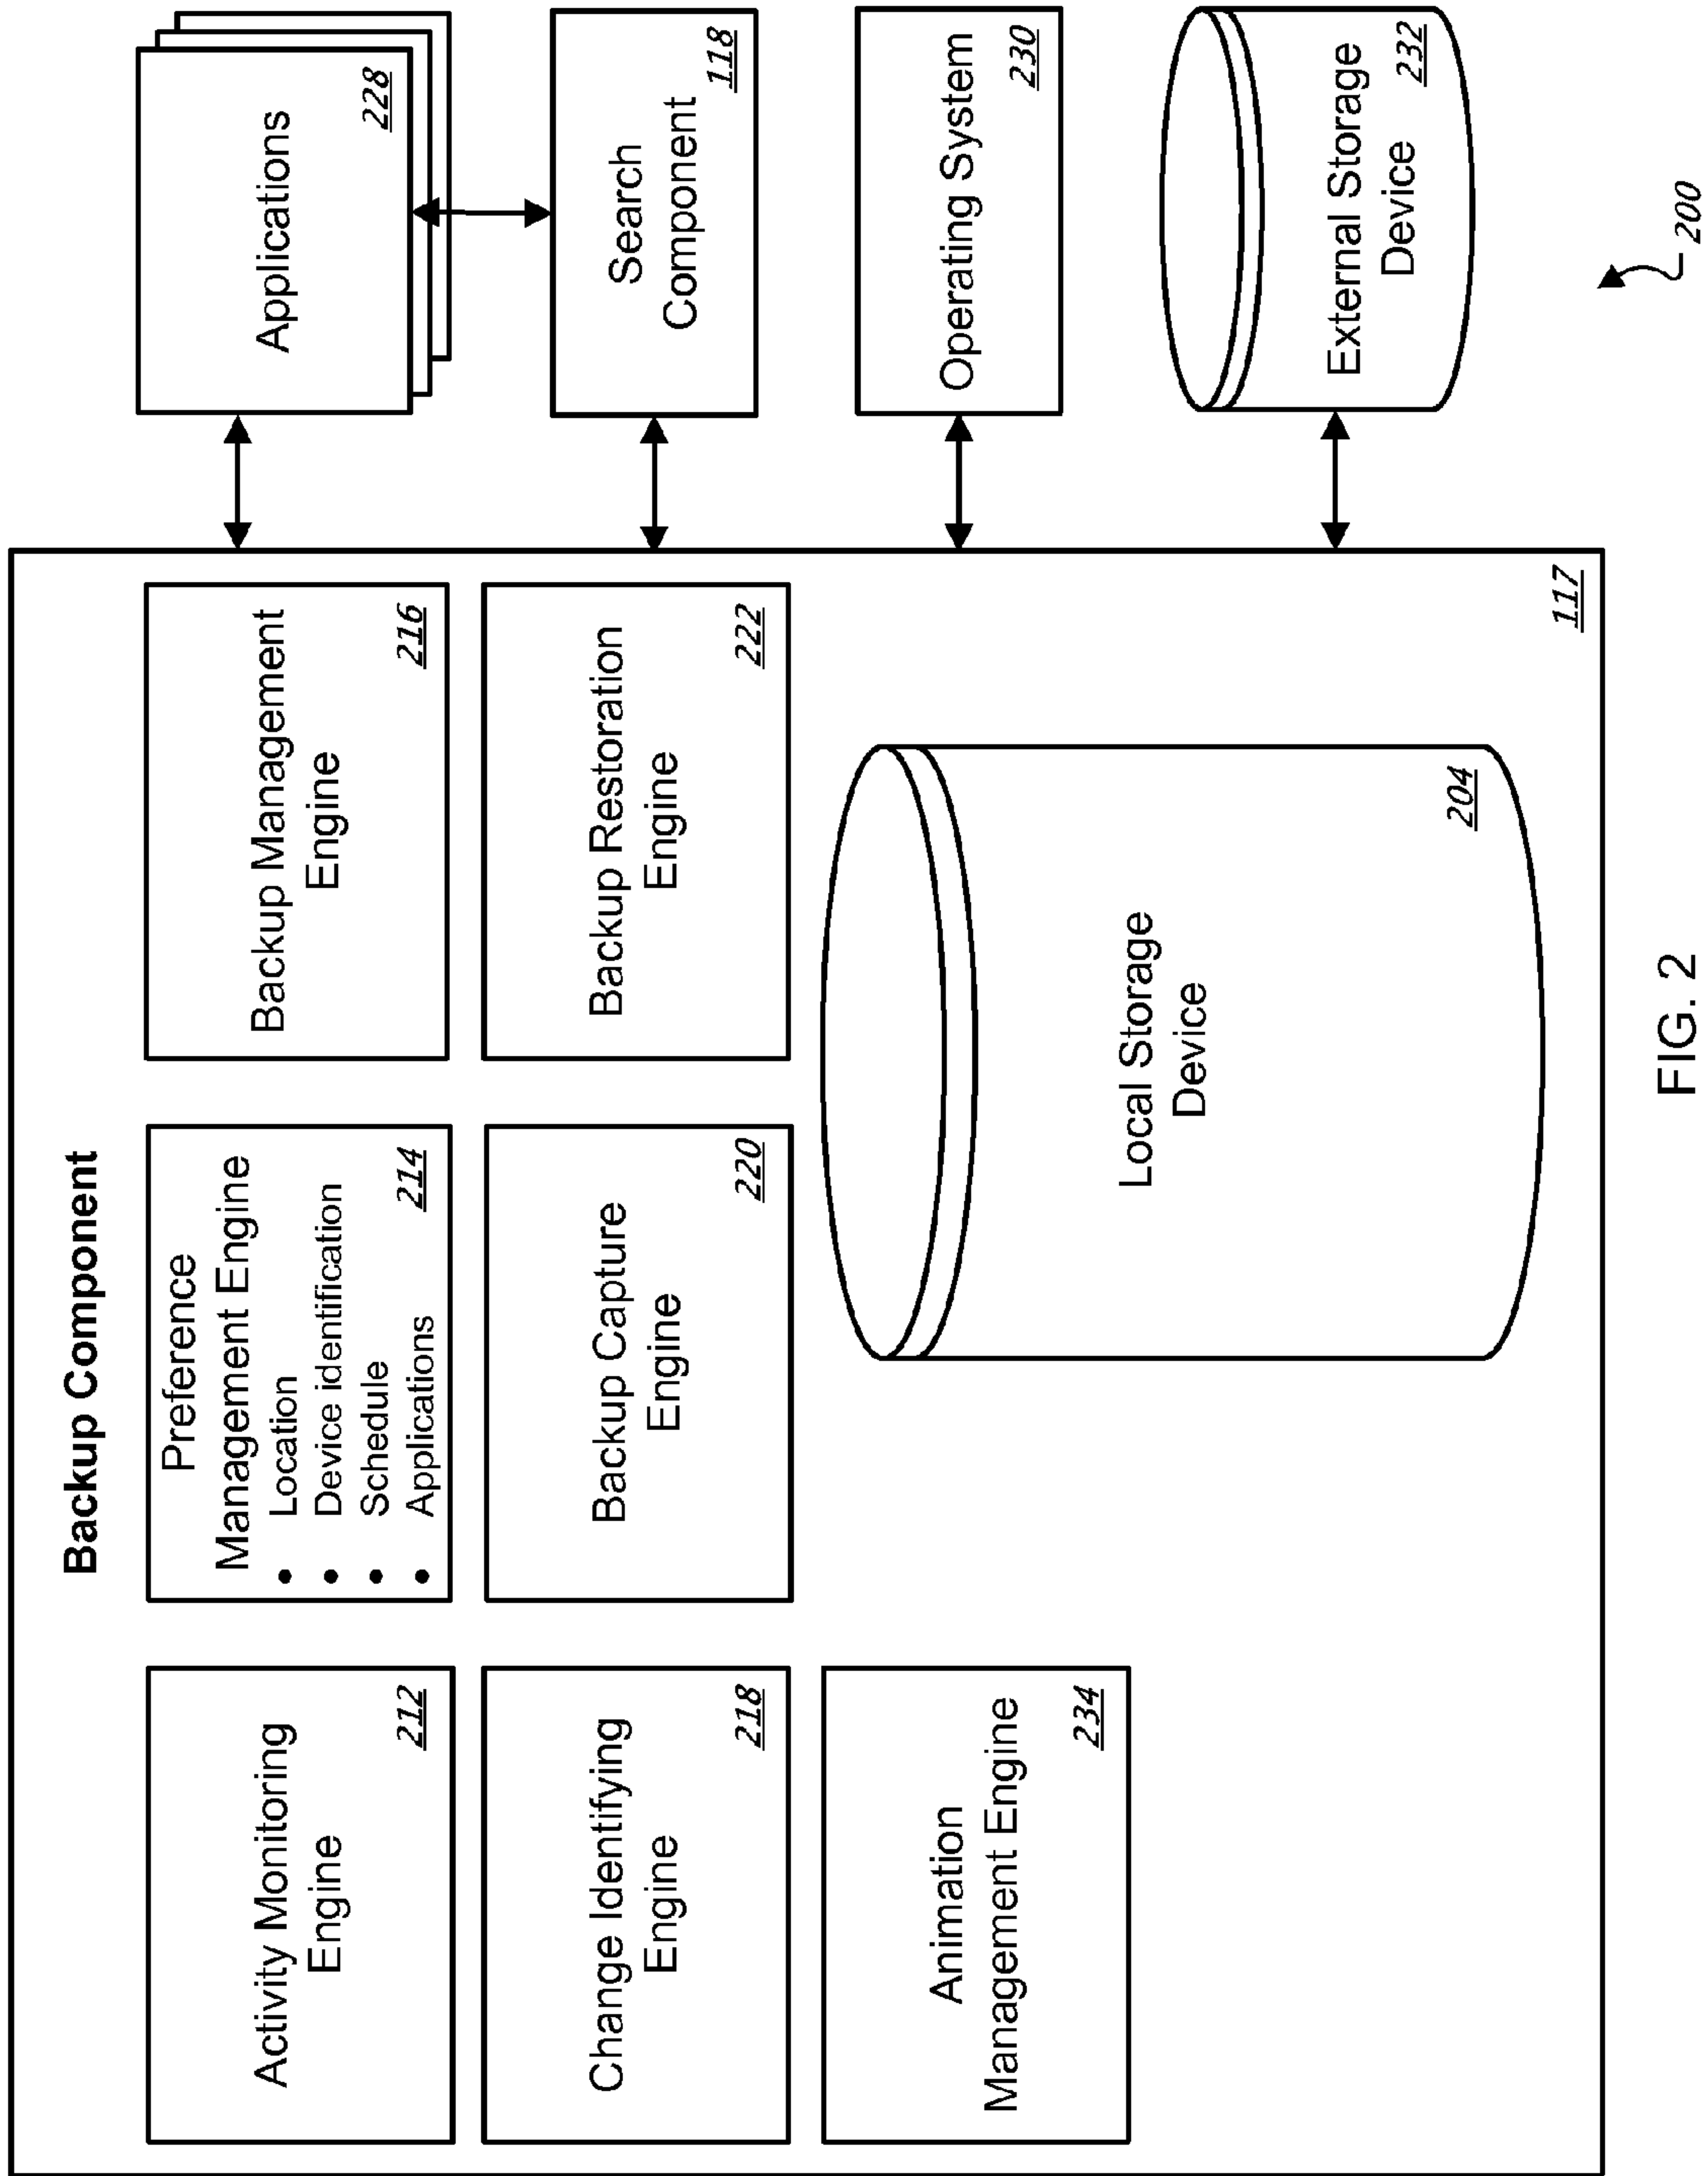 Backup Component
Activity Monitoring
Engine
212
Preference
Management Engine
• Location
• Device identification
• Schedule
• Applications
214
Backup Management
Engine
216
Change Identifying
Engine
218
Backup Capture
Engine
220
Backup Restoration
Engine
222
Animation
Management Engine
234
Local Storage
Device
204
117
Applications
228
Search
Component
118
Operating System
230
External Storage
Device
232
200
FIG. 2